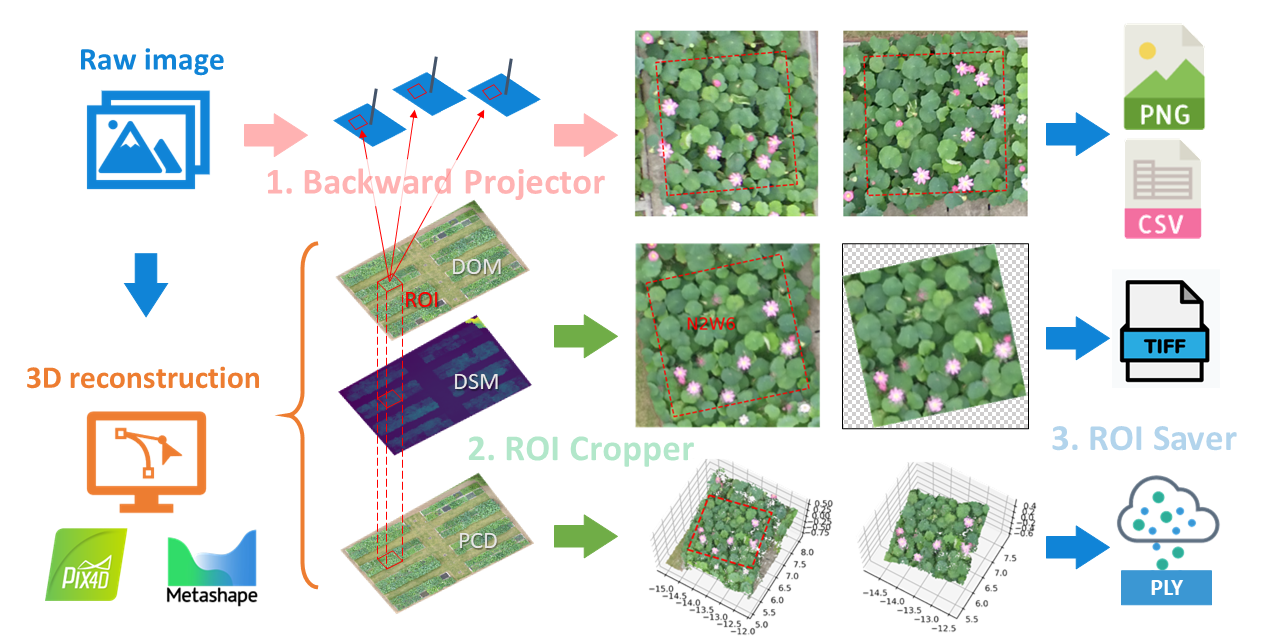 Raw image
1. Backward Projector
PNG
CSV
DOM
ROI
DSM
N2W6
TIFF
3D reconstruction
2. ROI Cropper
3. ROI Saver
PCD
PIX4D
Metashape
0.50
0.25
0.00
−0.25
−0.50
−0.75
8.0
7.5
7.0
6.5
6.0
5.5
5.0
−15.0
−14.5
−14.0
−13.5
−13.0
−12.5
−12.0
0.4
0.2
0.0
−0.2
−0.4
−0.6
7.5
7.0
6.5
6.0
5.5
−14.5
−14.0
−13.5
−13.0
−12.5
PLY